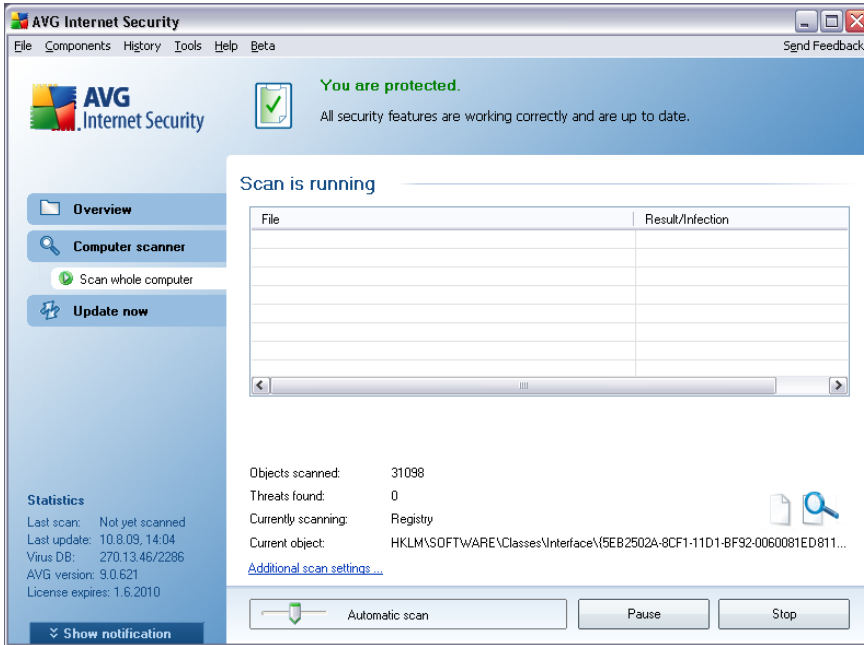 AVG Internet Security
File Components History Tools Help Beta Send Feedback
AVG
Internet Security
You are protected.
All security features are working correctly and are up to date.
Overview
Computer scanner
Scan whole computer
Update now
Scan is running
File Result/Infection
Objects scanned: 31098
Threats found: 0
Currently scanning: Registry
Current object: HKLM\SOFTWARE\Classes\Interface\{5EB2502A-8CF1-11D1-BF92-0060081ED811...
Additional scan settings ...
Statistics
Last scan: Not yet scanned
Last update: 10.8.09, 14:04
Virus DB: 270.13.46/2286
AVG version: 9.0.621
License expires: 1.6.2010
Show notification
Automatic scan
Pause
Stop